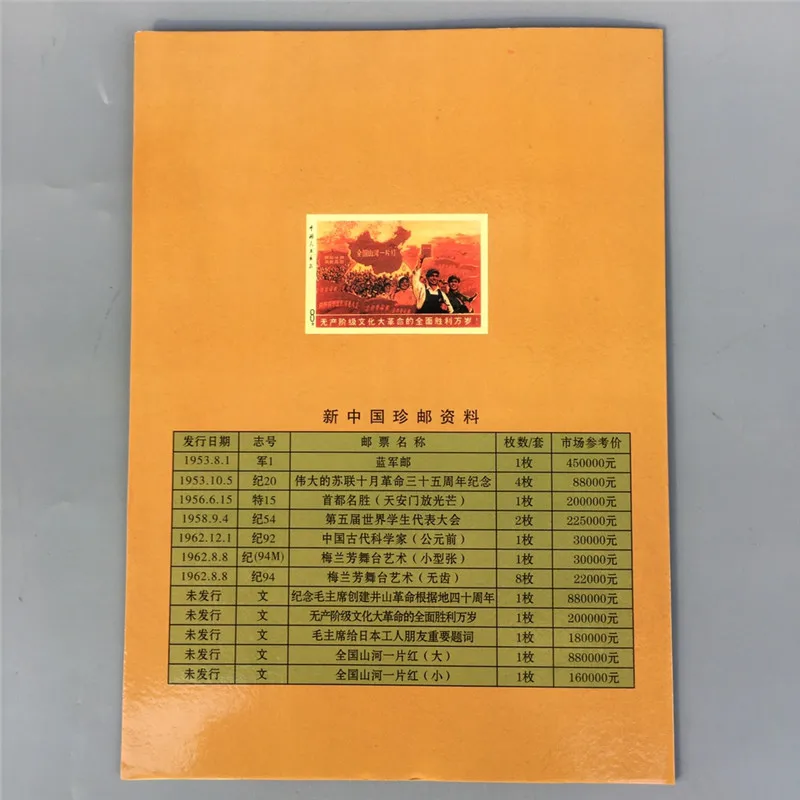 中国人民邮政
全国山河一片红
8分
无产阶级文化大革命的全面胜利万岁!
新中国珍邮资料
发行日期 志号 邮票名称 枚数/套 市场参考价
1953.8.1 军1 蓝军邮 1枚 450000元
1953.10.5 纪20 伟大的苏联十月革命三十五周年纪念 4枚 88000元
1956.6.15 特15 首都名胜(天安门放光芒) 1枚 200000元
1958.9.4 纪54 第五届世界学生代表大会 2枚 225000元
1962.12.1 纪92 中国古代科学家(公元前) 1枚 30000元
1962.8.8 纪(94M) 梅兰芳舞台艺术(小型张) 1枚 30000元
1962.8.8 纪94 梅兰芳舞台艺术(无齿) 8枚 22000元
未发行 文 纪念毛主席创建井山革命根据地四十周年 1枚 880000元
未发行 文 无产阶级文化大革命的全面胜利万岁 1枚 200000元
未发行 文 毛主席给日本工人朋友重要题词 1枚 180000元
未发行 文 全国山河一片红(大) 1枚 880000元
未发行 文 全国山河一片红(小) 1枚 160000元